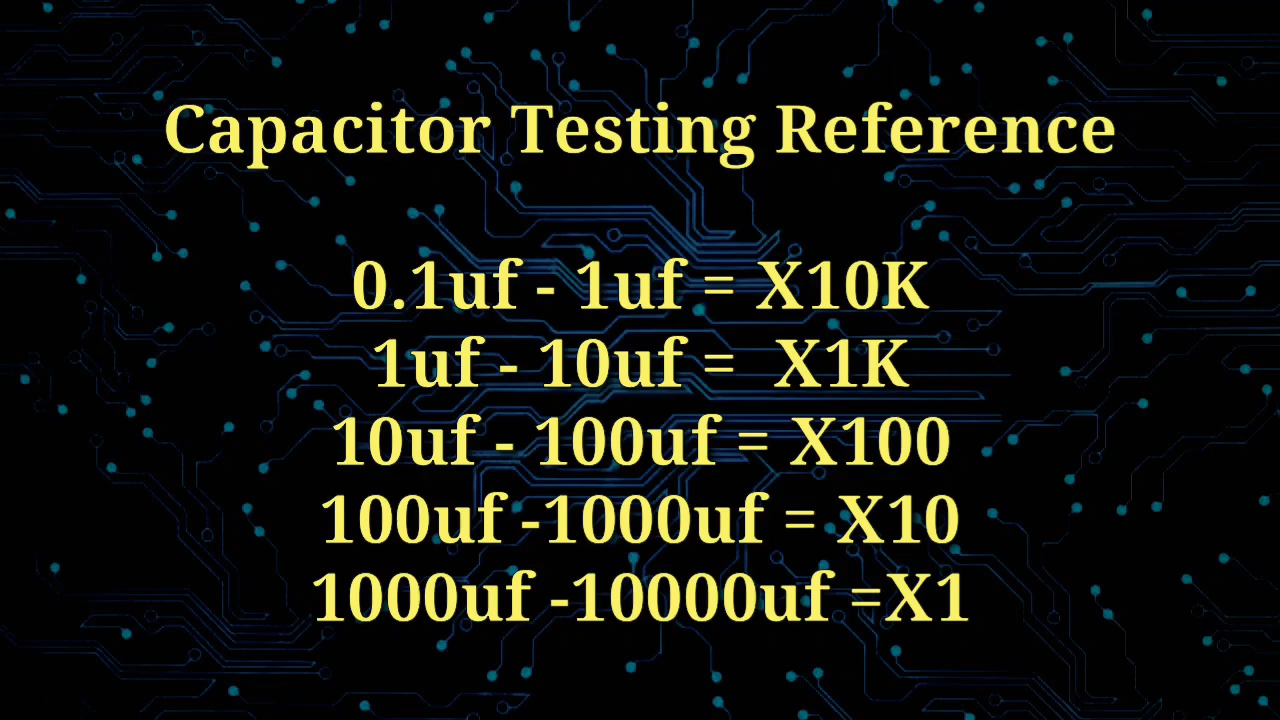 Capacitor Testing Reference
0.1uf - 1uf = X10K
1uf - 10uf = X1K
10uf - 100uf = X100
100uf -1000uf = X10
1000uf -10000uf =X1